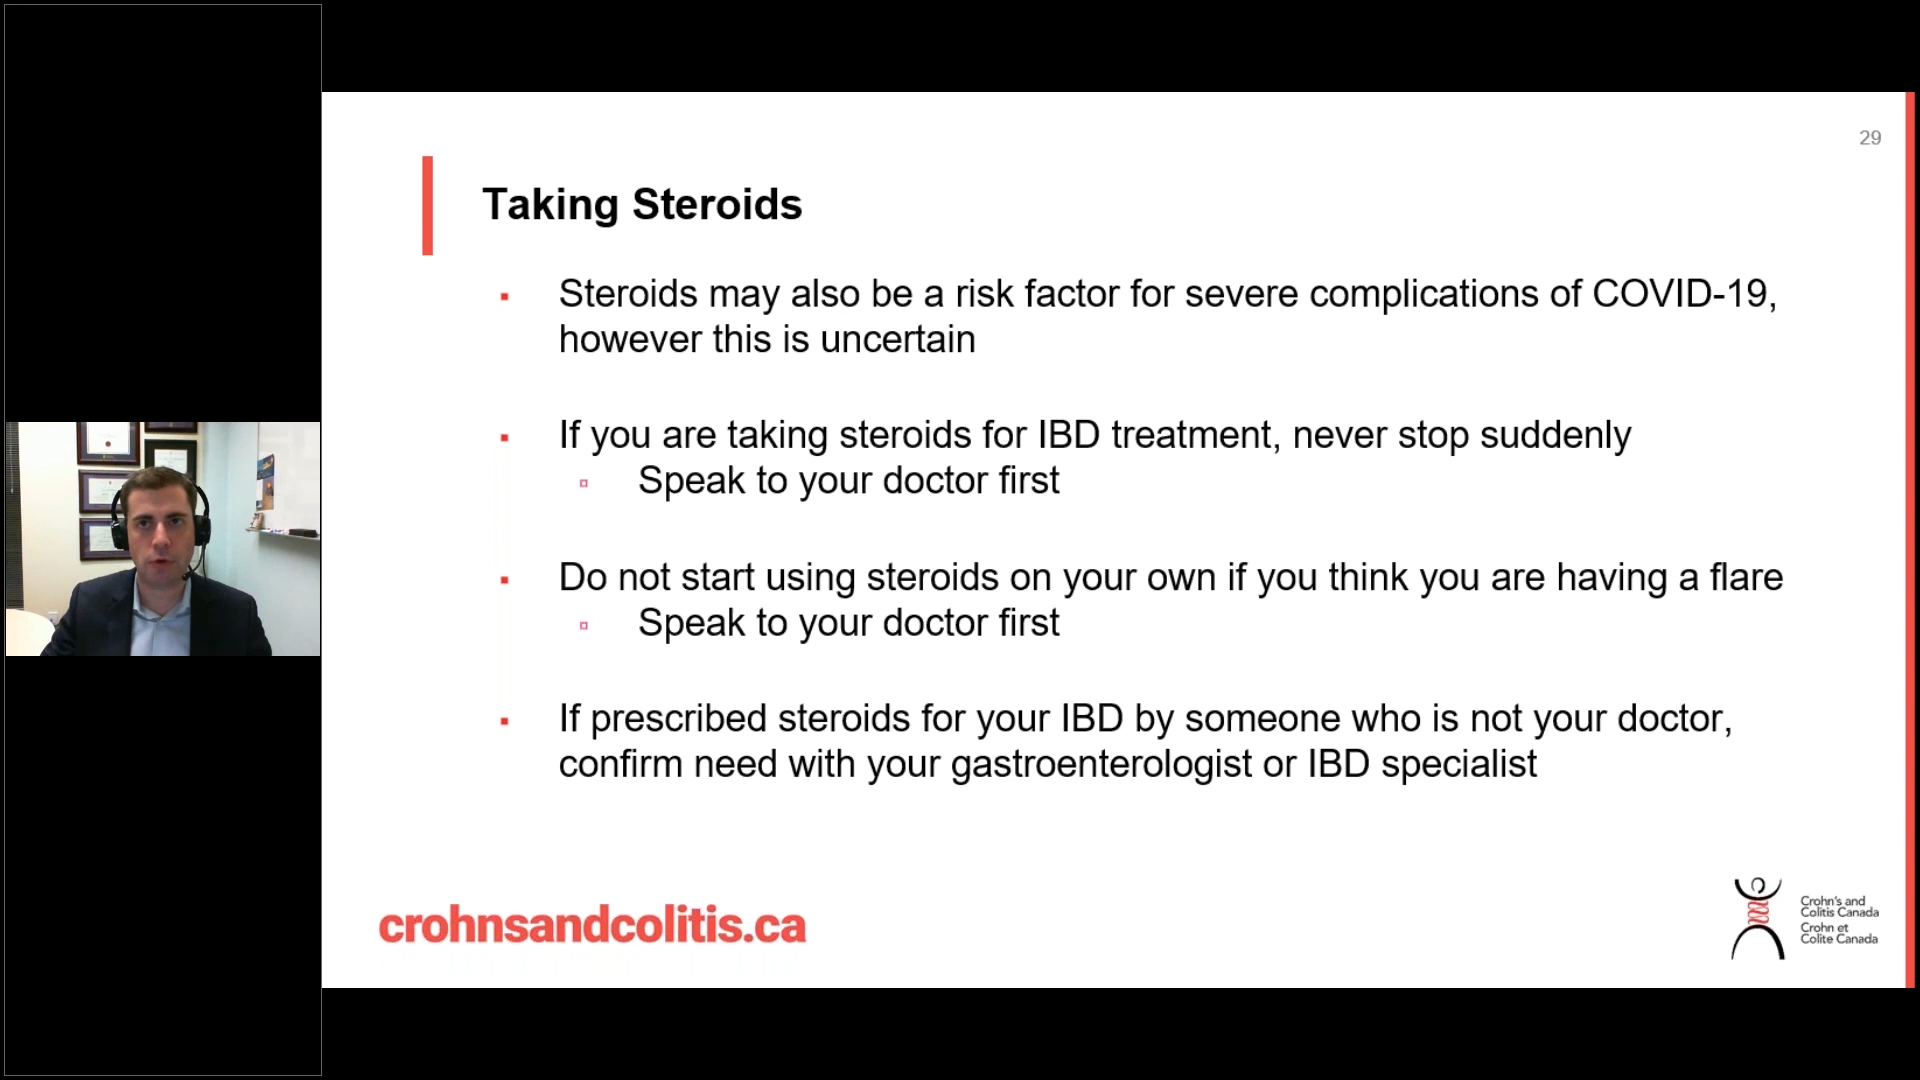 29
Taking Steroids
▪ Steroids may also be a risk factor for severe complications of COVID-19,
however this is uncertain
▪ If you are taking steroids for IBD treatment, never stop suddenly
▫ Speak to your doctor first
▪ Do not start using steroids on your own if you think you are having a flare
▫ Speak to your doctor first
▪ If prescribed steroids for your IBD by someone who is not your doctor,
confirm need with your gastroenterologist or IBD specialist
crohnsandcolitis.ca
Crohn's and
Colitis Canada
Crohn et
Colite Canada